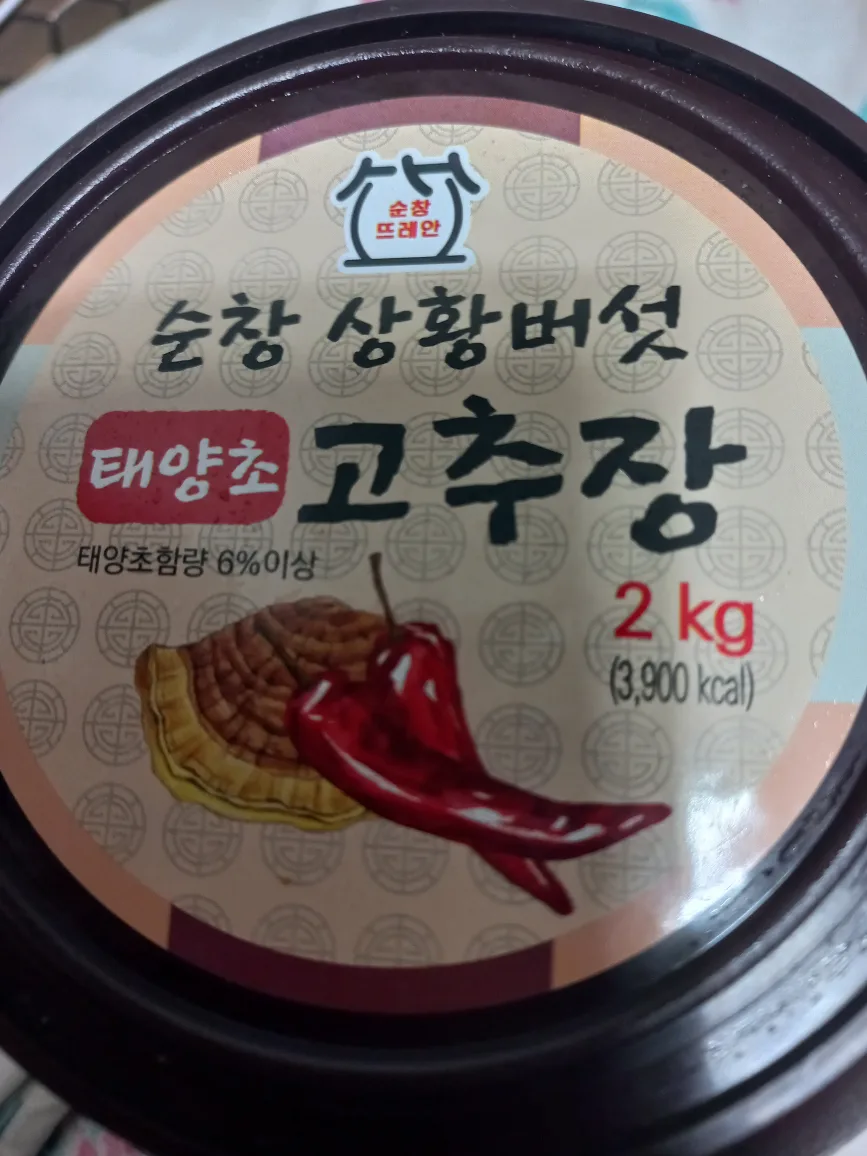 순창
뜨레안
순창 상황버섯
태양초 고추장
태양초함량 6%이상
2 kg
(3,900 kcal)